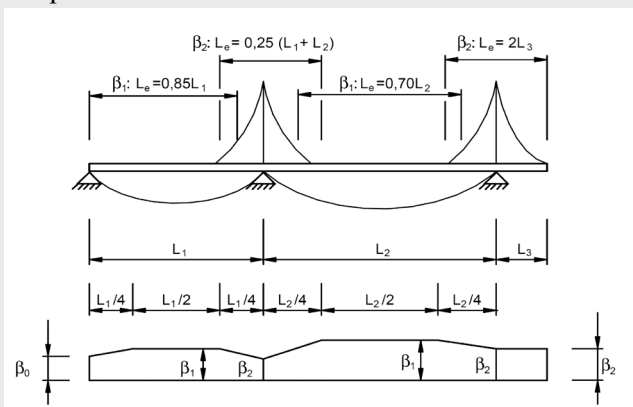 β₂: Lₑ= 0,25 (L₁+ L₂)
β₂: Lₑ= 2L₃
β₁: Lₑ=0,85L₁
β₁: Lₑ=0,70L₂
L₁
L₂
L₃
L₁/4
L₁/2
L₁/4
L₂/4
L₂/2
L₂/4
β₀
β₁
β₂
β₁
β₂
β₂